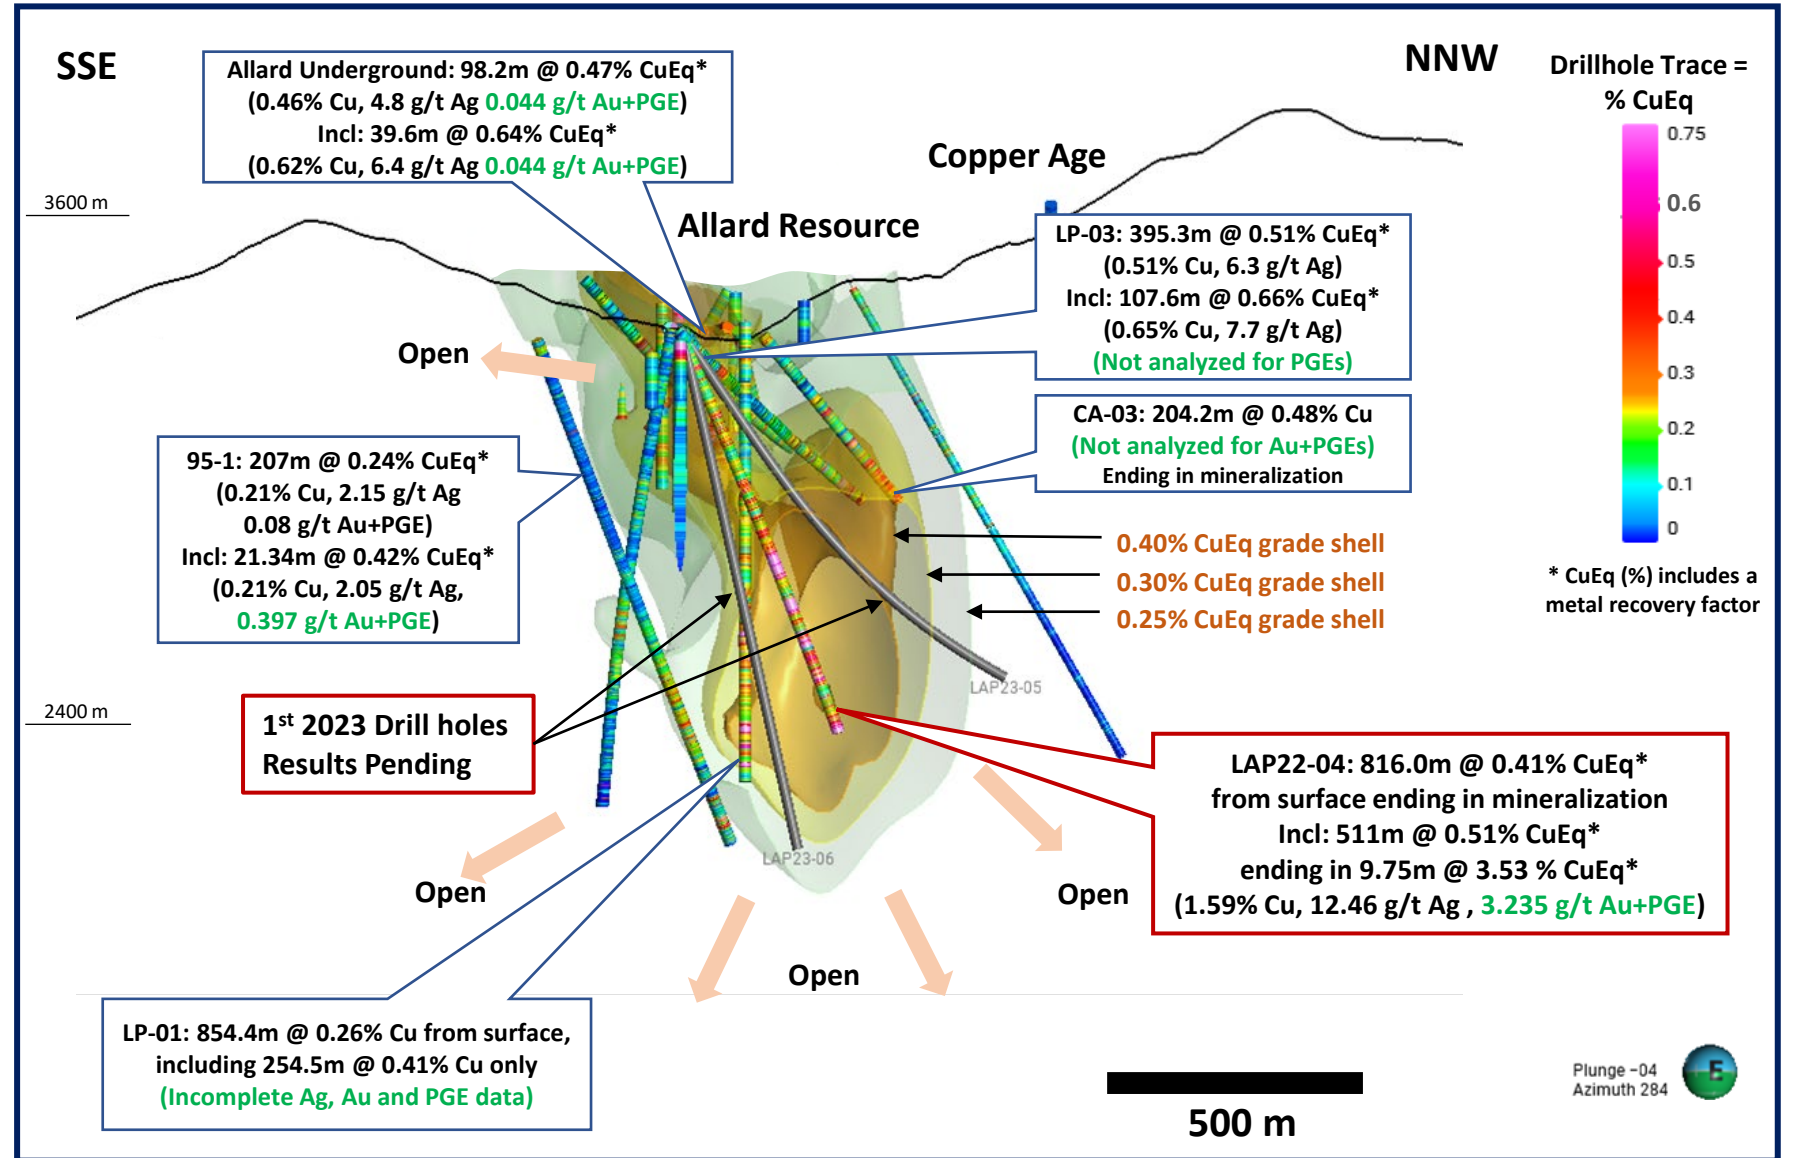 SSE
NNW
Allard Underground: 98.2m @ 0.47% CuEq*
(0.46% Cu, 4.8 g/t Ag 0.044 g/t Au+PGE)
Incl: 39.6m @ 0.64% CuEq*
(0.62% Cu, 6.4 g/t Ag 0.044 g/t Au+PGE)
Drillhole Trace =
% CuEq
0.75
0.6
0.5
0.4
0.3
0.2
0.1
0
* CuEq (%) includes a
metal recovery factor
Copper Age
Allard Resource
3600 m
LP-03: 395.3m @ 0.51% CuEq*
(0.51% Cu, 6.3 g/t Ag)
Incl: 107.6m @ 0.66% CuEq*
(0.65% Cu, 7.7 g/t Ag)
(Not analyzed for PGEs)
Open
CA-03: 204.2m @ 0.48% Cu
(Not analyzed for Au+PGEs)
Ending in mineralization
95-1: 207m @ 0.24% CuEq*
(0.21% Cu, 2.15 g/t Ag
0.08 g/t Au+PGE)
Incl: 21.34m @ 0.42% CuEq*
(0.21% Cu, 2.05 g/t Ag,
0.397 g/t Au+PGE)
0.40% CuEq grade shell
0.30% CuEq grade shell
0.25% CuEq grade shell
LAP23-05
2400 m
1st 2023 Drill holes
Results Pending
LAP22-04: 816.0m @ 0.41% CuEq*
from surface ending in mineralization
Incl: 511m @ 0.51% CuEq*
ending in 9.75m @ 3.53 % CuEq*
(1.59% Cu, 12.46 g/t Ag , 3.235 g/t Au+PGE)
LAP23-06
Open
Open
Open
LP-01: 854.4m @ 0.26% Cu from surface,
including 254.5m @ 0.41% Cu only
(Incomplete Ag, Au and PGE data)
500 m
Plunge -04
Azimuth 284
E